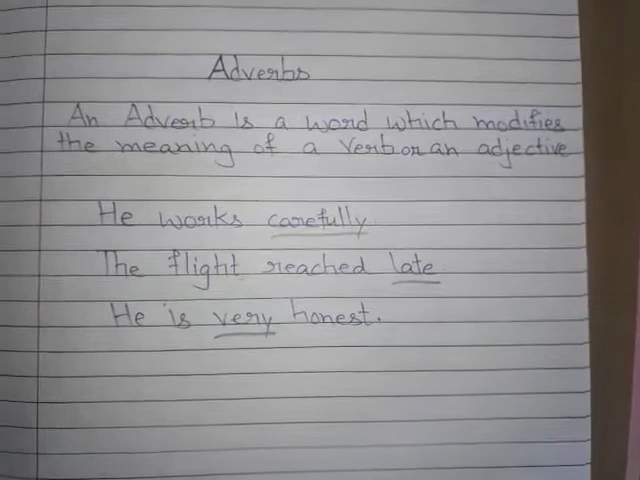 Adverbs
An Adverb is a word which modifies
the meaning of a Verb or an adjective
He works carefully
The flight reached late
He is very honest.